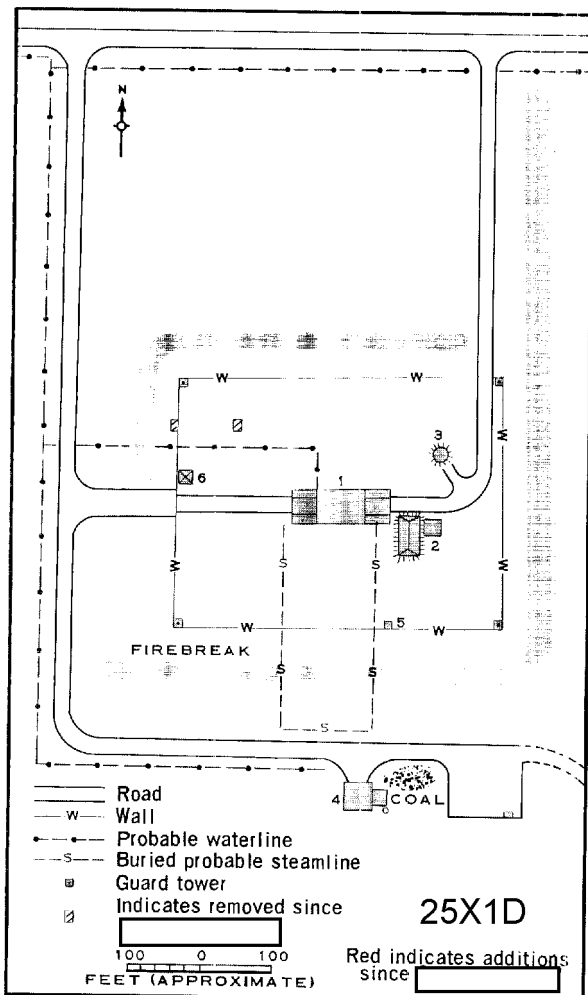 N
W W
3
W
1
6
2
S S
W W
W 5 W
FIREBREAK
S S
S
4 COAL
Road
W Wall
Probable waterline
S Buried probable steamline
Guard tower
Indicates removed since
25X1D
100 0 100
FEET (APPROXIMATE)
Red indicates additions
since